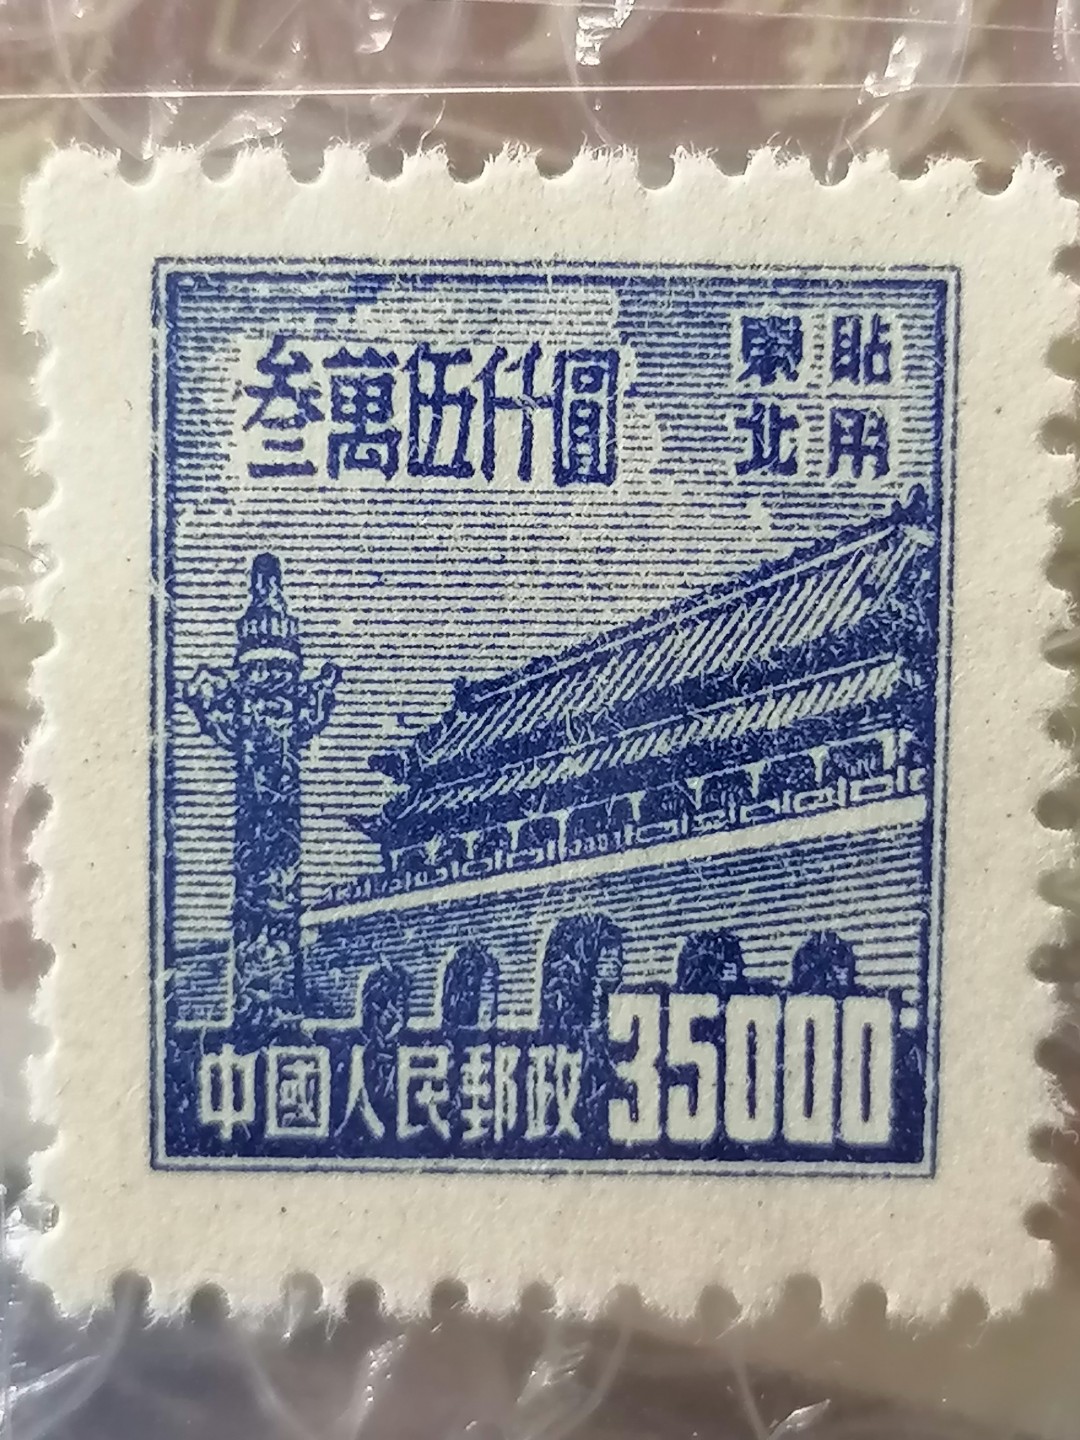 叁萬伍仟圓
東北
貼用
中國人民郵政
35000